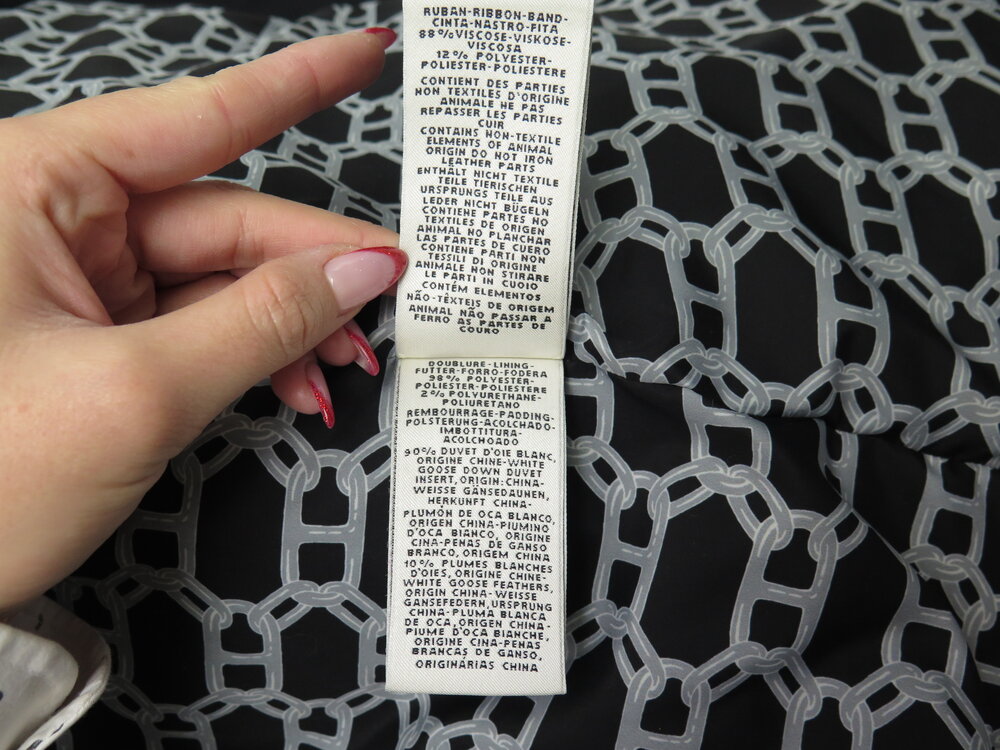 RUBAN-RIBBON-BAND-
CINTA-NASTRO-FITA
88%VISCOSE-VISKOSE-
VISCOSA
12% POLYESTER-
POLIESTER-POLIESTERE
CONTIENT DES PARTIES
NON TEXTILES D'ORIGINE
ANIMALE NE PAS
REPASSER LES PARTIES
CUIR
CONTAINS NON-TEXTILE
ELEMENTS OF ANIMAL
ORIGIN DO NOT IRON
LEATHER PARTS
ENTHÄLT NICHT TEXTILE
TEILE TIERISCHEN
URSPRUNGS TEILE AUS
LEDER NICHT BÜGELN
CONTIENE PARTES NO
TEXTILES DE ORIGEN
ANIMAL NO PLANCHAR
LAS PARTES DE CUERO
CONTIENE PARTI NON
TESSILI DI ORIGINE
ANIMALE NON STIRARE
LE PARTI IN CUOIO
CONTÉM ELEMENTOS
NÃO-TÊXTEIS DE ORIGEM
ANIMAL NÃO PASSAR A
FERRO AS PARTES DE
COURO
DOUBLURE-LINING-
FUTTER-FORRO-FODERA
98% POLYESTER-
POLIESTER-POLIESTERE
2% POLYURETHANE-
POLIURETANO
REMBOURRAGE-PADDING-
POLSTERUNG-ACOLCHADO-
IMBOTTITURA-
ACOLCHOADO
90% DUVET D'OIE BLANC,
ORIGINE CHINE-WHITE
GOOSE DOWN DUVET
INSERT, ORIGIN: CHINA-
WEISSE GÄNSEDAUNEN,
HERKUNFT CHINA-
PLUMÓN DE OCA BLANCO,
ORIGEN CHINA-PIUMINO
D'OCA BIANCO, ORIGINE
CINA-PENAS DE GANSO
BRANCO, ORIGEM CHINA
10% PLUMES BLANCHES
D'OIES, ORIGINE CHINE-
WHITE GOOSE FEATHERS,
ORIGIN CHINA-WEISSE
GANSEFEDERN, URSPRUNG
CHINA-PLUMA BLANCA
DE OCA, ORIGEN CHINA-
PIUME D'OCA BIANCHE,
ORIGINE CINA-PENAS
BRANCAS DE GANSO,
ORIGINÁRIAS CHINA